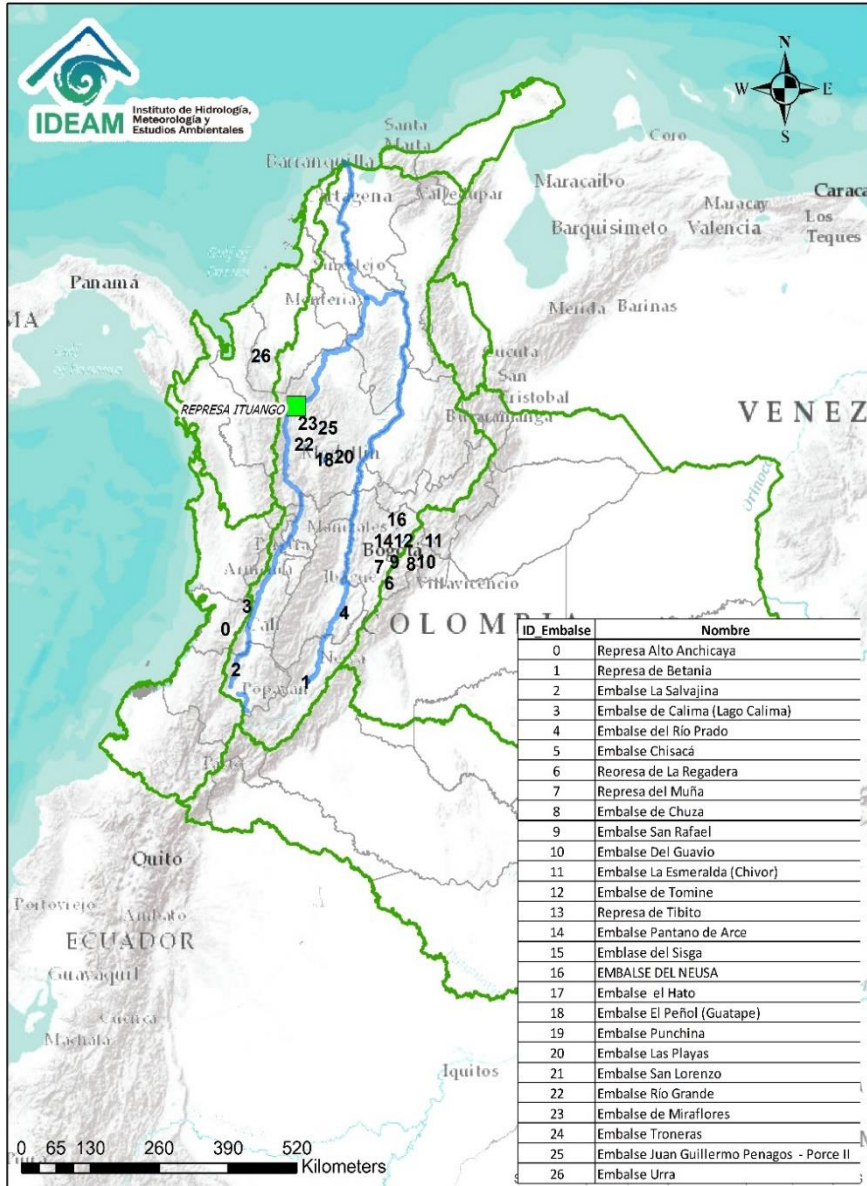 IDEAM
Instituto de Hidrología,
Meteorología y
Estudios Ambientales
N
W E
S
Santa
Marta
Coro
Barranquilla
Maracaibo
Valledupar
Maracay
Barquisimeto Valencia
Los
Teques
Panamá
Merida Barinas
26
San
REPRESA ITUANGO
23 25
22
18 20
Orinoco
16
Manizales
14 12 11
7 9 8 10
Villavicencio
6
3
4
0
Cali
2
1
Popayán
Quito
Portoviejo
Ambato
ECUADOR
Guayaquil
Cuenca
Machala
Iquitos
ID_Embalse Nombre
0 Represa Alto Anchicaya
1 Represa de Betania
2 Embalse La Salvajina
3 Embalse de Calima (Lago Calima)
4 Embalse del Río Prado
5 Embalse Chisacá
6 Reoresa de La Regadera
7 Represa del Muña
8 Embalse de Chuza
9 Embalse San Rafael
10 Embalse Del Guavio
11 Embalse La Esmeralda (Chivor)
12 Embalse de Tomine
13 Represa de Tibito
14 Embalse Pantano de Arce
15 Emblase del Sisga
16 EMBALSE DEL NEUSA
17 Embalse el Hato
18 Embalse El Peñol (Guatape)
19 Embalse Punchina
20 Embalse Las Playas
21 Embalse San Lorenzo
22 Embalse Río Grande
23 Embalse de Miraflores
24 Embalse Troneras
25 Embalse Juan Guillermo Penagos - Porce II
26 Embalse Urra
0 65 130 260 390 520
Kilometers